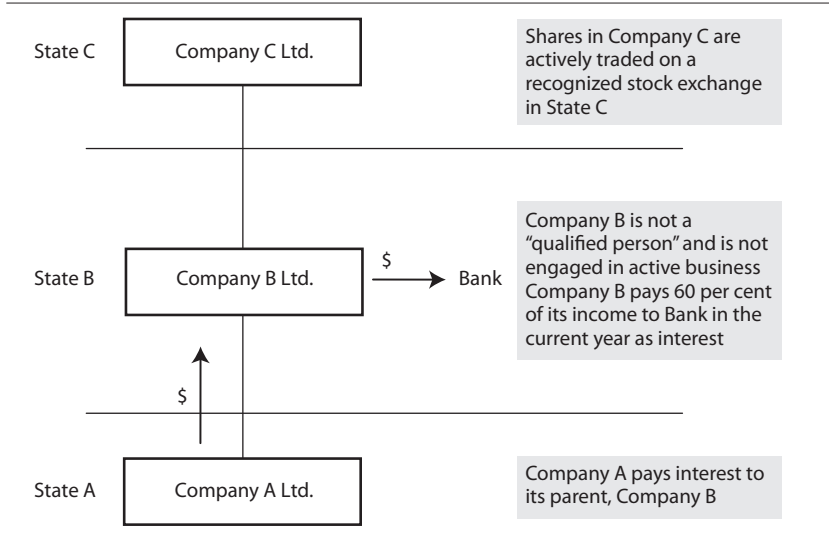 State C
Company C Ltd.
Shares in Company C are
actively traded on a
recognized stock exchange
in State C
State B
Company B Ltd.
$
Bank
Company B is not a
“qualified person” and is not
engaged in active business
Company B pays 60 per cent
of its income to Bank in the
current year as interest
$
State A
Company A Ltd.
Company A pays interest to
its parent, Company B